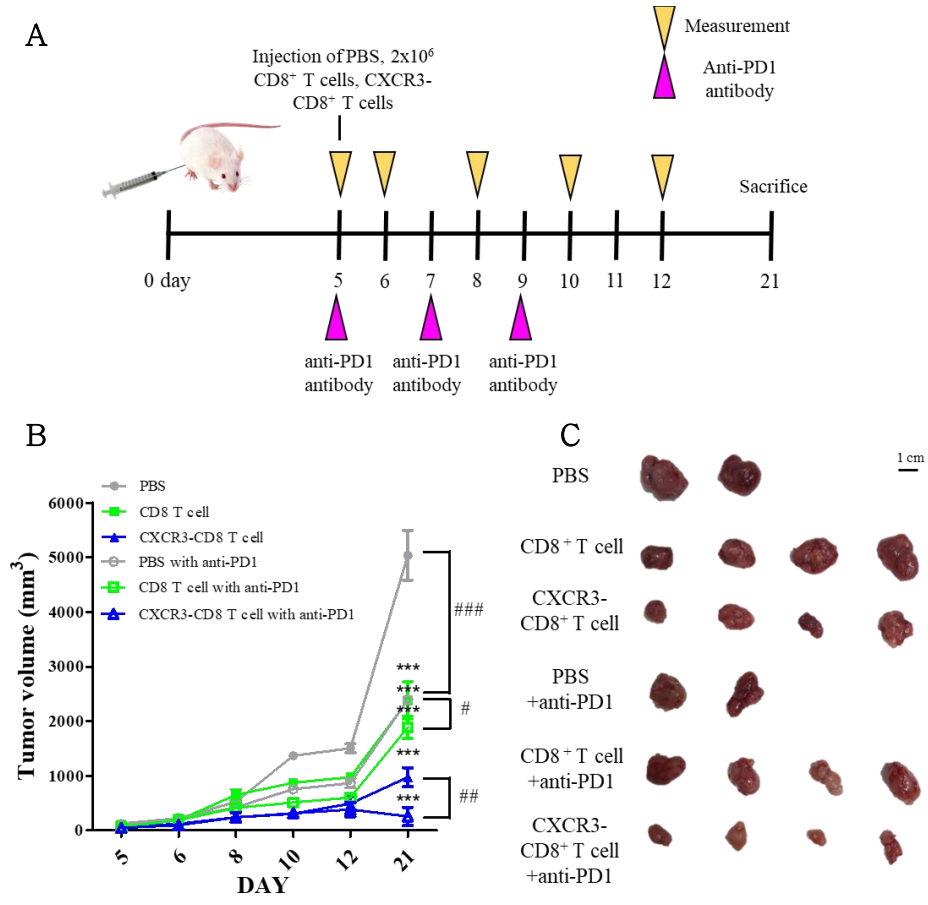 A
Injection of PBS, 2x10⁶
CD8⁺ T cells, CXCR3-
CD8⁺ T cells
Measurement
Anti-PD1
antibody
Sacrifice
0 day
5
6
7
8
9
10
11
12
21
anti-PD1
antibody
anti-PD1
antibody
anti-PD1
antibody
B
PBS
CD8 T cell
CXCR3-CD8 T cell
PBS with anti-PD1
CD8 T cell with anti-PD1
CXCR3-CD8 T cell with anti-PD1
Tumor volume (mm³)
6000
5000
4000
3000
2000
1000
0
###
***
***
***
#
***
##
***
5
6
8
10
12
21
DAY
C
1 cm
PBS
CD8⁺ T cell
CXCR3-
CD8⁺ T cell
PBS
+anti-PD1
CD8⁺ T cell
+anti-PD1
CXCR3-
CD8⁺ T cell
+anti-PD1